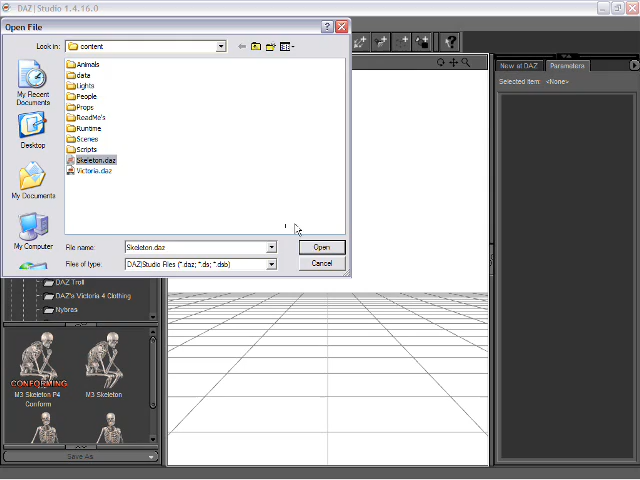 DAZ|Studio 1.4.16.0
Open File
Look in:
content
My Recent
Documents
Desktop
My Documents
My Computer
Animals
data
Lights
People
Props
ReadMe's
Runtime
Scenes
Scripts
Skeleton.daz
Victoria.daz
File name:
Skeleton.daz
Open
Files of type:
DAZ|Studio Files (*.daz; *.ds; *.dsb)
Cancel
New at DAZ
Parameters
Selected Item: <None>
DAZ Troll
DAZ's Victoria 4 Clothing
Nybres
CONFORMING
M3 Skeleton P4
Conform
M3 Skeleton
Save As